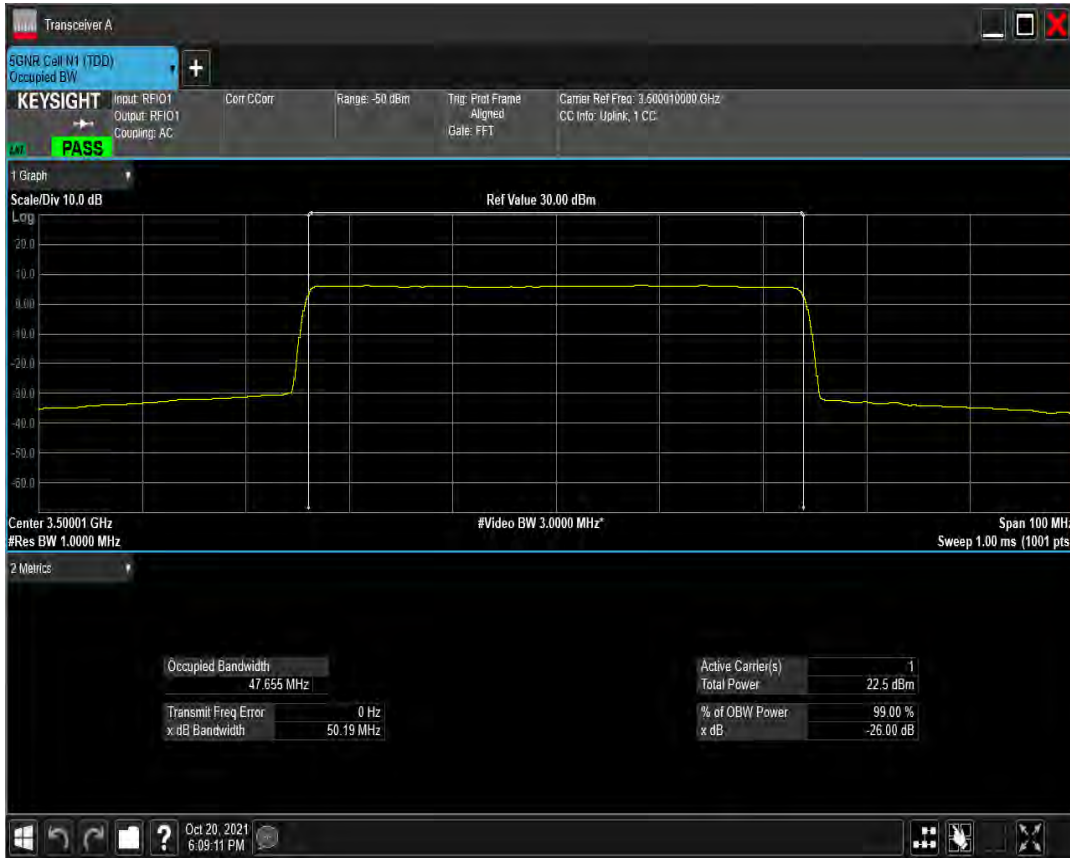 Transceiver A
5GNR Cell N1 (TDD)
Occupied BW
+
KEYSIGHT
Input: RFIO1
Output: RFIO1
Coupling: AC
Corr CCorr
Range: -50 dBm
Trig: Prot Frame
Aligned
Gate: FFT
Carrier Ref Freq: 3.500010000 GHz
CC Info: Uplink, 1 CC
PASS
1 Graph
Scale/Div 10.0 dB
Ref Value 30.00 dBm
Log
20.0
10.0
0.00
-10.0
-20.0
-30.0
-40.0
-50.0
-60.0
Center 3.50001 GHz
#Video BW 3.0000 MHz*
Span 100 MHz
#Res BW 1.0000 MHz
Sweep 1.00 ms (1001 pts
2 Metrics
Occupied Bandwidth
47.655 MHz
Transmit Freq Error 0 Hz
x dB Bandwidth 50.19 MHz
Active Carrier(s) 1
Total Power 22.5 dBm
% of OBW Power 99.00 %
x dB -26.00 dB
?
Oct 20, 2021
6:09:11 PM